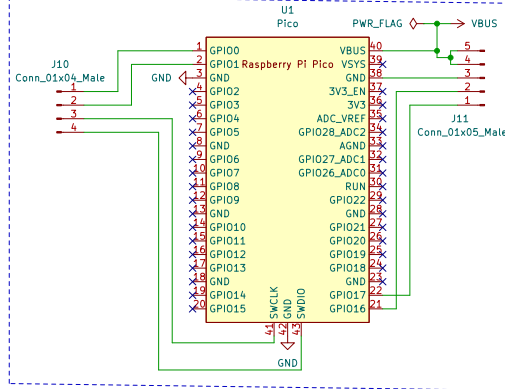 U1
Pico
PWR_FLAG
VBUS
J10
Conn_01x04_Male
1
2
3
4
GND
Raspberry Pi Pico
1 GPIO0
2 GPIO1
3 GND
4 GPIO2
5 GPIO3
6 GPIO4
7 GPIO5
8 GND
9 GPIO6
10 GPIO7
11 GPIO8
12 GPIO9
13 GND
14 GPIO10
15 GPIO11
16 GPIO12
17 GPIO13
18 GND
19 GPIO14
20 GPIO15
VBUS 40
VSYS 39
GND 38
3V3_EN 37
3V3 36
ADC_VREF 35
GPIO28_ADC2 34
AGND 33
GPIO27_ADC1 32
GPIO26_ADC0 31
RUN 30
GPIO22 29
GND 28
GPIO21 27
GPIO20 26
GPIO19 25
GPIO18 24
GND 23
GPIO17 22
GPIO16 21
SWCLK 41
GND 42
SWDIO 43
GND
5
4
3
2
1
J11
Conn_01x05_Male